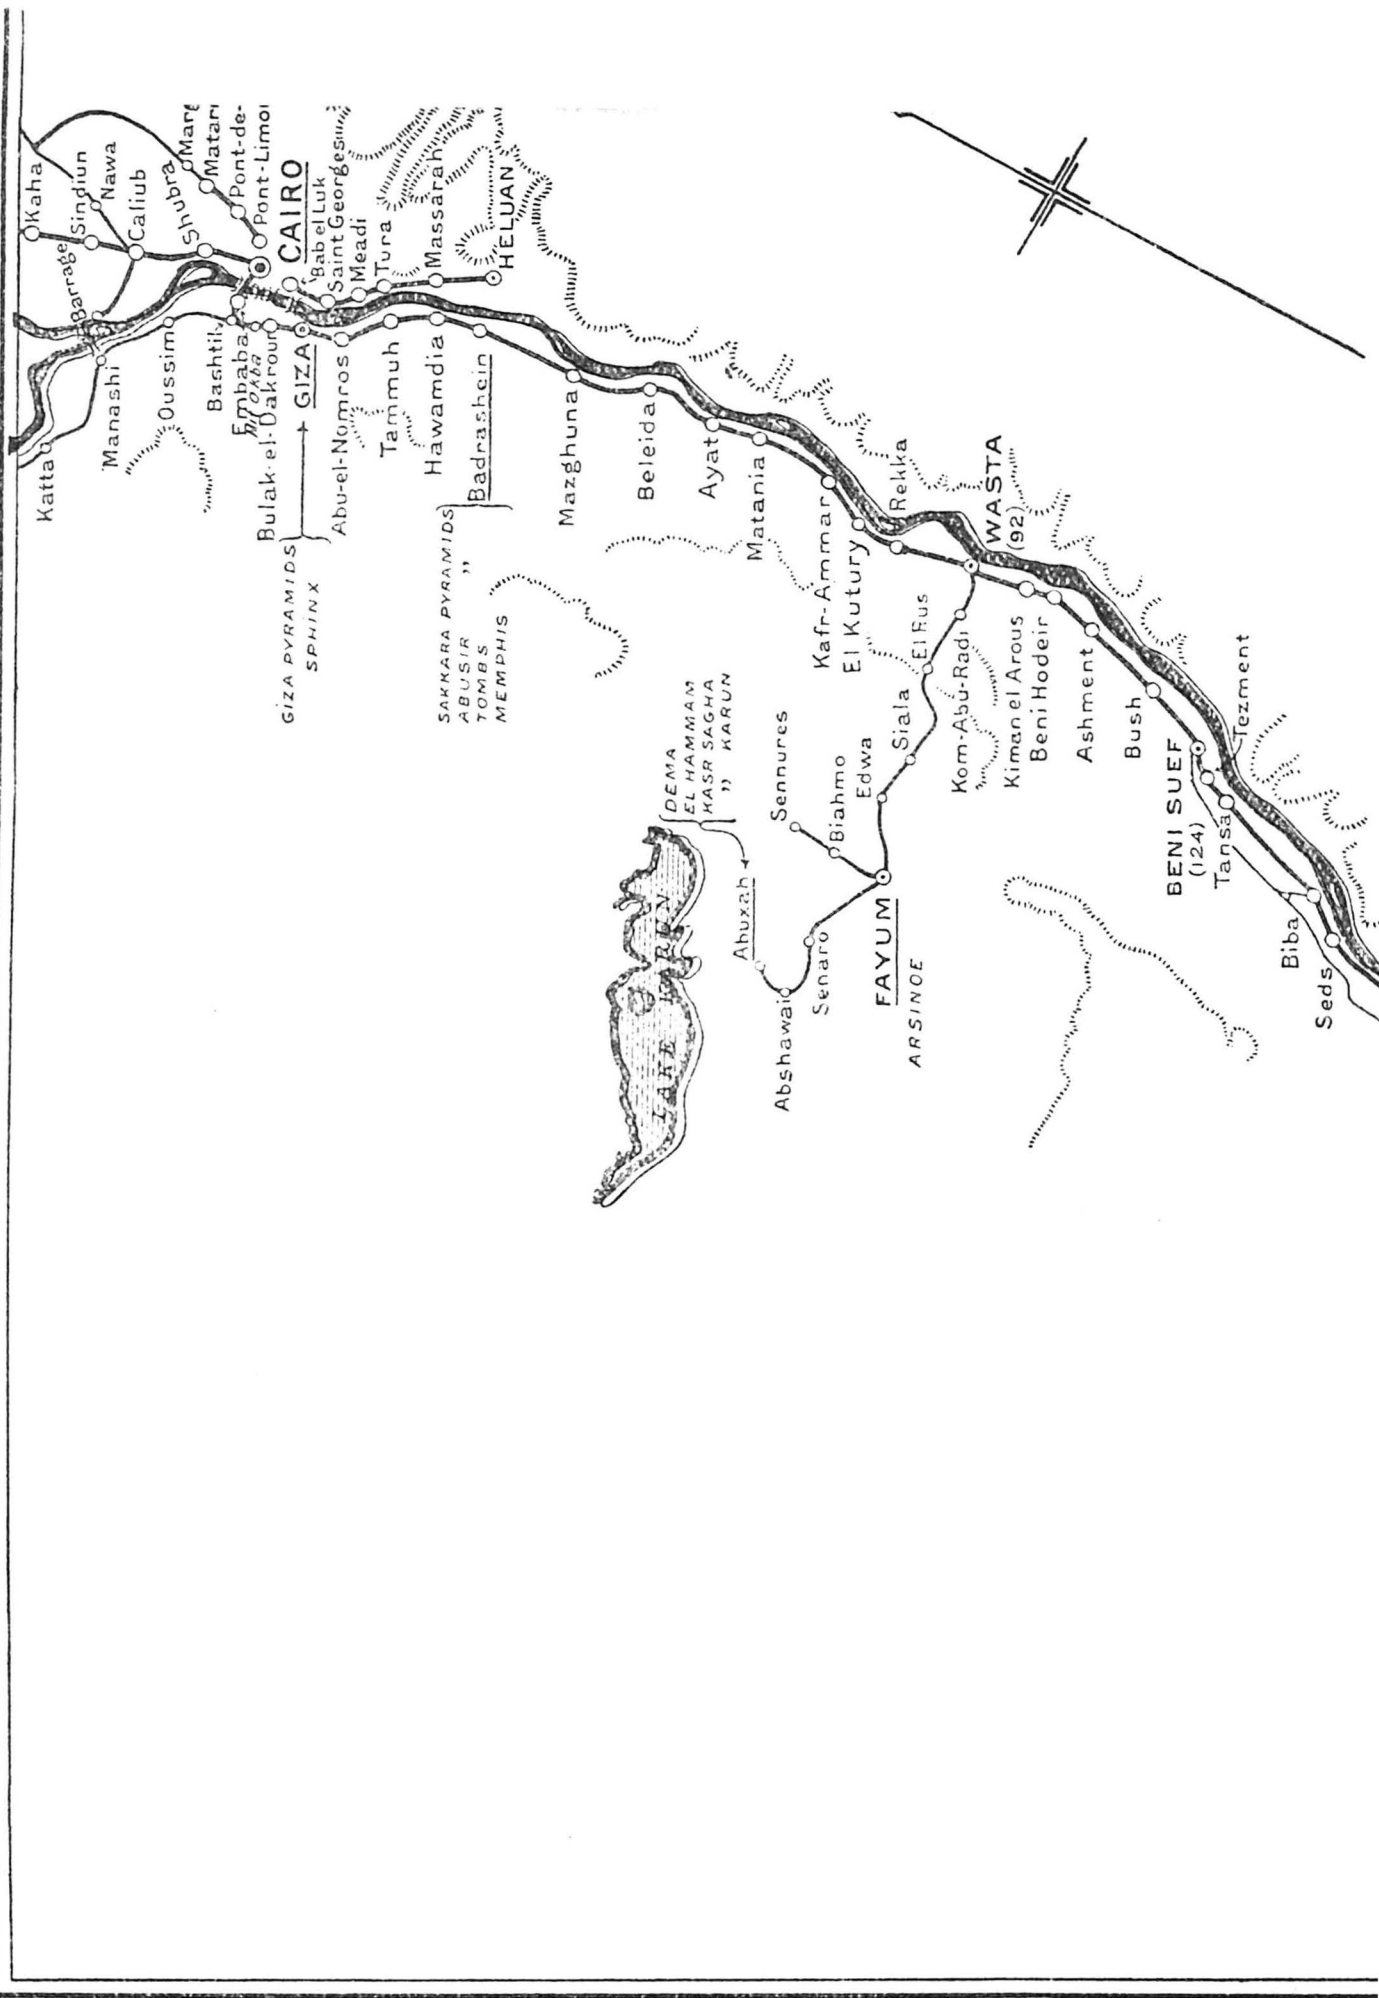 Kaha
Sindiun
Nawa
Caliub
Barrage
Shubra
Matari
Pont-de-
Pont-Limo
CAIRO
Bab el Luk
Saint Georges
Meadi
Tura
Massarah
HELUAN
Katta
Manashi
Oussim
Bashtil
Embaba
Bulak-el-Dakrour
GIZA
Abu-el-Nomros
Tammuh
Hawamdia
Badrashein
Mazghuna
Beleida
Ayat
Matania
Kafr-Ammar
El Kutury
Rekka
WASTA
(92)
GIZA PYRAMIDS
SPHINX
SAKKARA PYRAMIDS
ABUSIR "
TOMBS
MEMPHIS
DEMA
EL HAMMAM
KASR SAGHA
" KARUN
LAKE KARUN
Abuxah
Abshawai
Senaro
FAYUM
ARSINOE
Sennures
Biahmo
Edwa
Siala
El Rus
Kom-Abu-Radi
Kiman el Arous
Beni Hodeir
Ashment
Bush
BENI SUEF
(124)
Tezment
Tansa
Biba
Seds